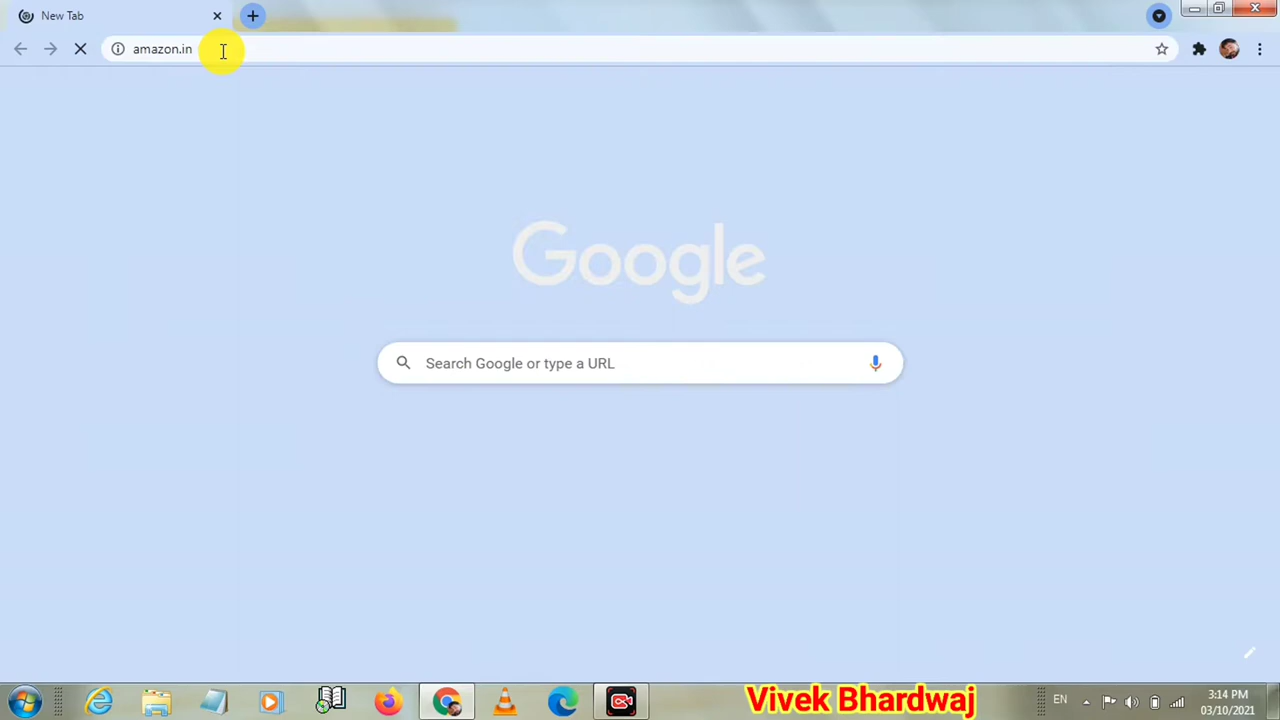 New Tab
amazon.in
Google
Search Google or type a URL
Vivek Bhardwaj
EN
3:14 PM
03/10/2021